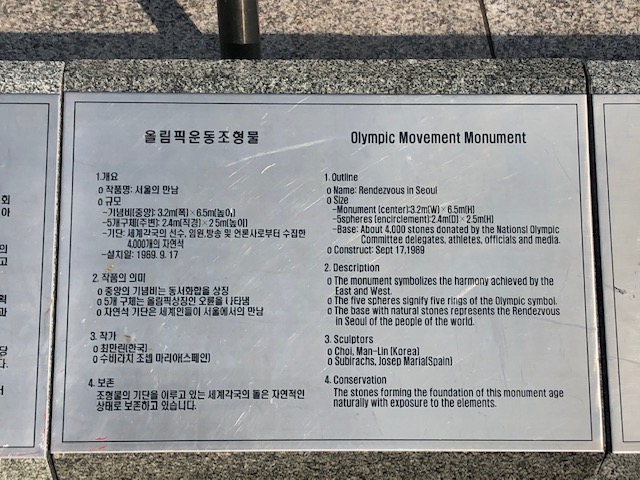 올림픽운동조형물
1.개요
o 작품명: 서울의 만남
o 규모
-기념비(중앙): 3.2m(폭) × 6.5m(높이)
-5개구체(주변): 2.4m(직경) × 2.5m(높이)
-기단: 세계각국의 선수, 임원, 방송 및 언론사로부터 수집한
4,000개의 자연석
-설치일: 1989. 9. 17
2. 작품의 의미
o 중앙의 기념비는 동서화합을 상징
o 5개 구체는 올림픽상징인 오륜을 나타냄
o 자연석 기단은 세계인들이 서울에서의 만남
3. 작가
o 최만린(한국)
o 수비라치 조셉 마리아(스페인)
4. 보존
조형물의 기단을 이루고 있는 세계각국의 돌은 자연적인
상태로 보존하고 있습니다.
Olympic Movement Monument
1. Outline
o Name: Rendezvous in Seoul
o Size
-Monument (center):3.2m(W) × 6.5m(H)
-5spheres (encirclement):2.4m(D) × 2.5m(H)
-Base: About 4,000 stones donated by the National Olympic
Committee delegates, athletes, officials and media.
o Construct: Sept 17,1989
2. Description
o The monument symbolizes the harmony achieved by the
East and West.
o The five spheres signify five rings of the Olympic symbol.
o The base with natural stones represents the Rendezvous
in Seoul of the people of the world.
3. Sculptors
o Choi, Man-Lin (Korea)
o Subirachs, Josep Maria(Spain)
4. Conservation
The stones forming the foundation of this monument age
naturally with exposure to the elements.